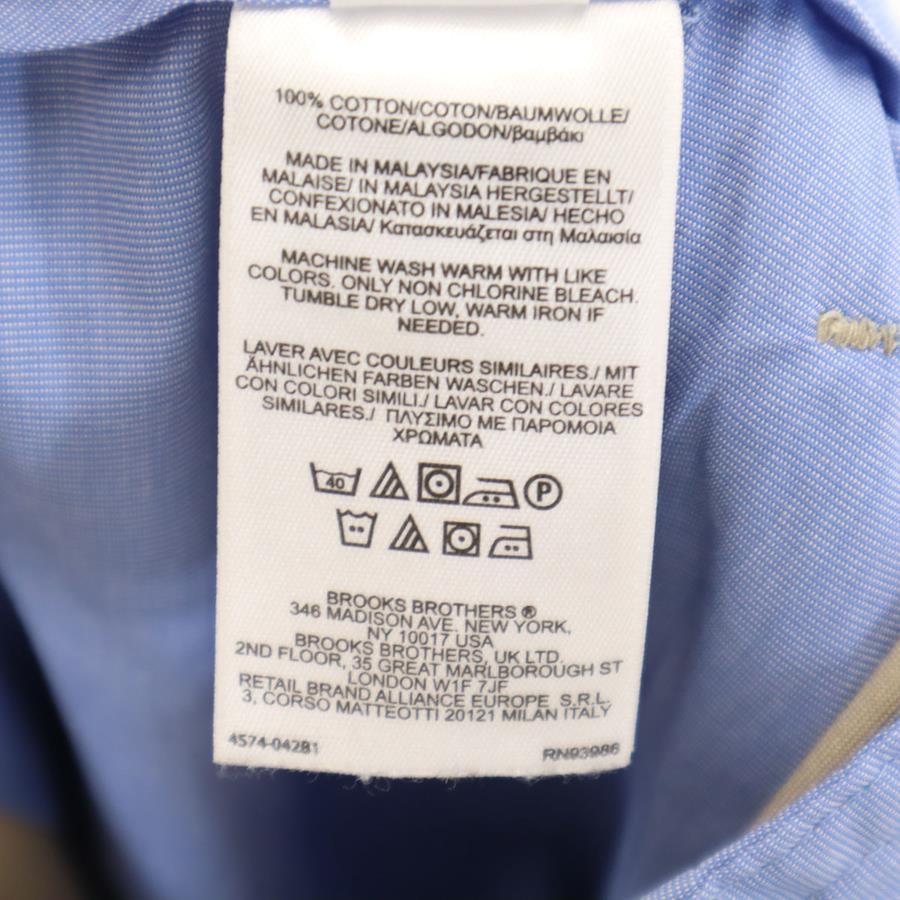 100% COTTON/COTON/BAUMWOLLE/
COTONE/ALGODON/βαμβάκι
MADE IN MALAYSIA/FABRIQUE EN
MALAISE/ IN MALAYSIA HERGESTELLT/
CONFEXIONATO IN MALESIA/ HECHO
EN MALASIA/ Κατασκευάζεται στη Μαλαισία
MACHINE WASH WARM WITH LIKE
COLORS. ONLY NON CHLORINE BLEACH.
TUMBLE DRY LOW, WARM IRON IF
NEEDED.
LAVER AVEC COULEURS SIMILAIRES./ MIT
ÄHNLICHEN FARBEN WASCHEN./ LAVARE
CON COLORI SIMILI./ LAVAR CON COLORES
SIMILARES./ ΠΛΥΣΙΜΟ ΜΕ ΠΑΡΟΜΟΙΑ
ΧΡΩΜΑΤΑ
40 P
BROOKS BROTHERS ®
346 MADISON AVE. NEW YORK,
NY 10017 USA
BROOKS BROTHERS, UK LTD.
2ND FLOOR, 35 GREAT MARLBOROUGH ST
LONDON W1F 7JF
RETAIL BRAND ALLIANCE EUROPE S.R.L.
3, CORSO MATTEOTTI 20121 MILAN ITALY
4574-04281 RN93986